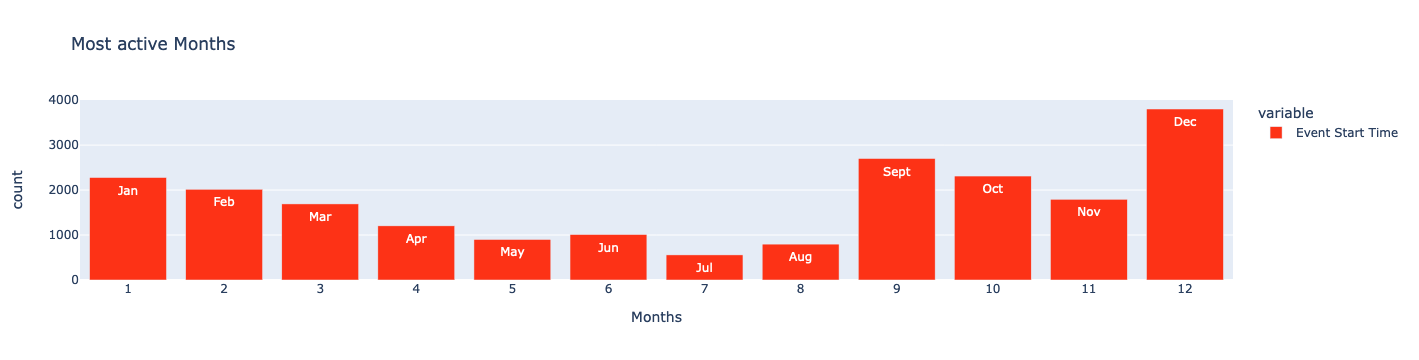 Most active Months
4000
3000
2000
1000
0
count
Jan
Feb
Mar
Apr
May
Jun
Jul
Aug
Sept
Oct
Nov
Dec
1 2 3 4 5 6 7 8 9 10 11 12
Months
variable
Event Start Time